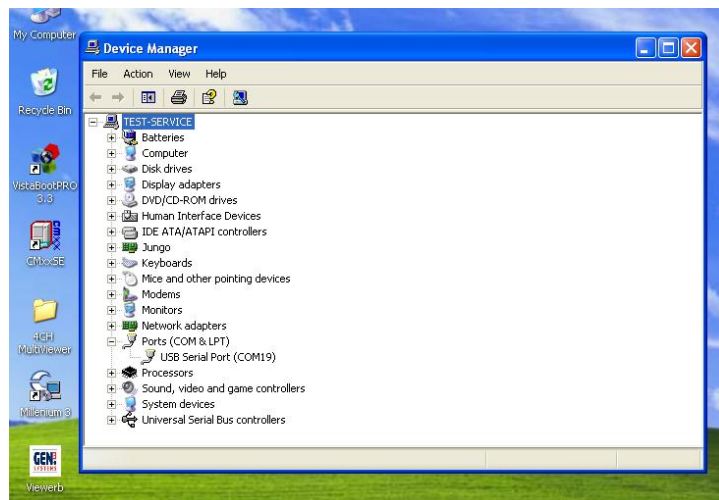 My Computer
Device Manager
File Action View Help
Recycle Bin
TEST-SERVICE
Batteries
Computer
Disk drives
Display adapters
DVD/CD-ROM drives
Human Interface Devices
IDE ATA/ATAPI controllers
Jungo
Keyboards
Mice and other pointing devices
Modems
Monitors
Network adapters
Ports (COM & LPT)
USB Serial Port (COM19)
Processors
Sound, video and game controllers
System devices
Universal Serial Bus controllers
VistaBootPRO
3.3
CMxxSE
4CH
MultiViewer
Millenium 3
GEN
SYSTEMS
Viewerb